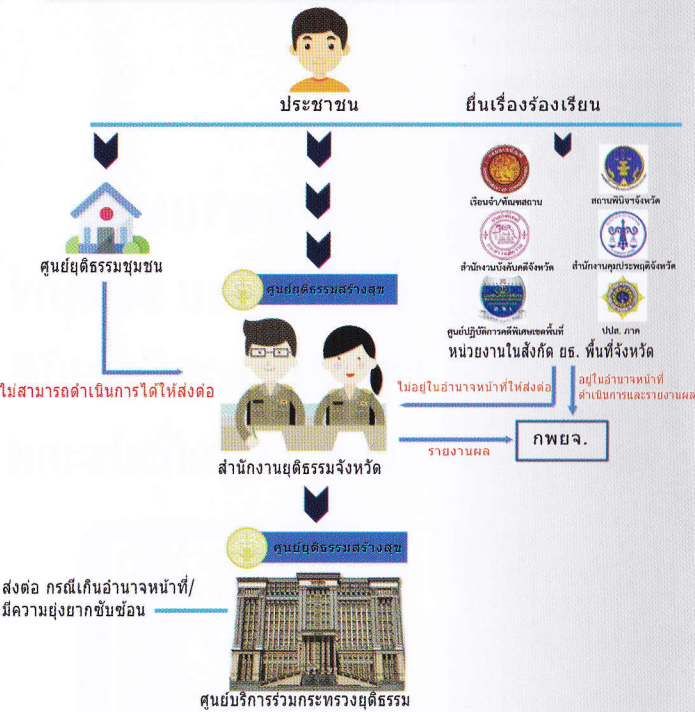 ประชาชน
ยื่นเรื่องร้องเรียน
ศูนย์ยุติธรรมชุมชน
ศูนย์ยุติธรรมสร้างสุข
เรือนจำ/ทัณฑสถาน
สถานพินิจฯจังหวัด
สำนักงานบังคับคดีจังหวัด
สำนักงานคุมประพฤติจังหวัด
ศูนย์ปฏิบัติการคดีพิเศษเขตพื้นที่
ปปส. ภาค
หน่วยงานในสังกัด ยธ. พื้นที่จังหวัด
ไม่สามารถดำเนินการได้ให้ส่งต่อ
ไม่อยู่ในอำนาจหน้าที่ให้ส่งต่อ
อยู่ในอำนาจหน้าที่
ดำเนินการและรายงานผล
กพยจ.
รายงานผล
สำนักงานยุติธรรมจังหวัด
ศูนย์ยุติธรรมสร้างสุข
ส่งต่อ กรณีเกินอำนาจหน้าที่/
มีความยุ่งยากซับซ้อน
ศูนย์บริการร่วมกระทรวงยุติธรรม